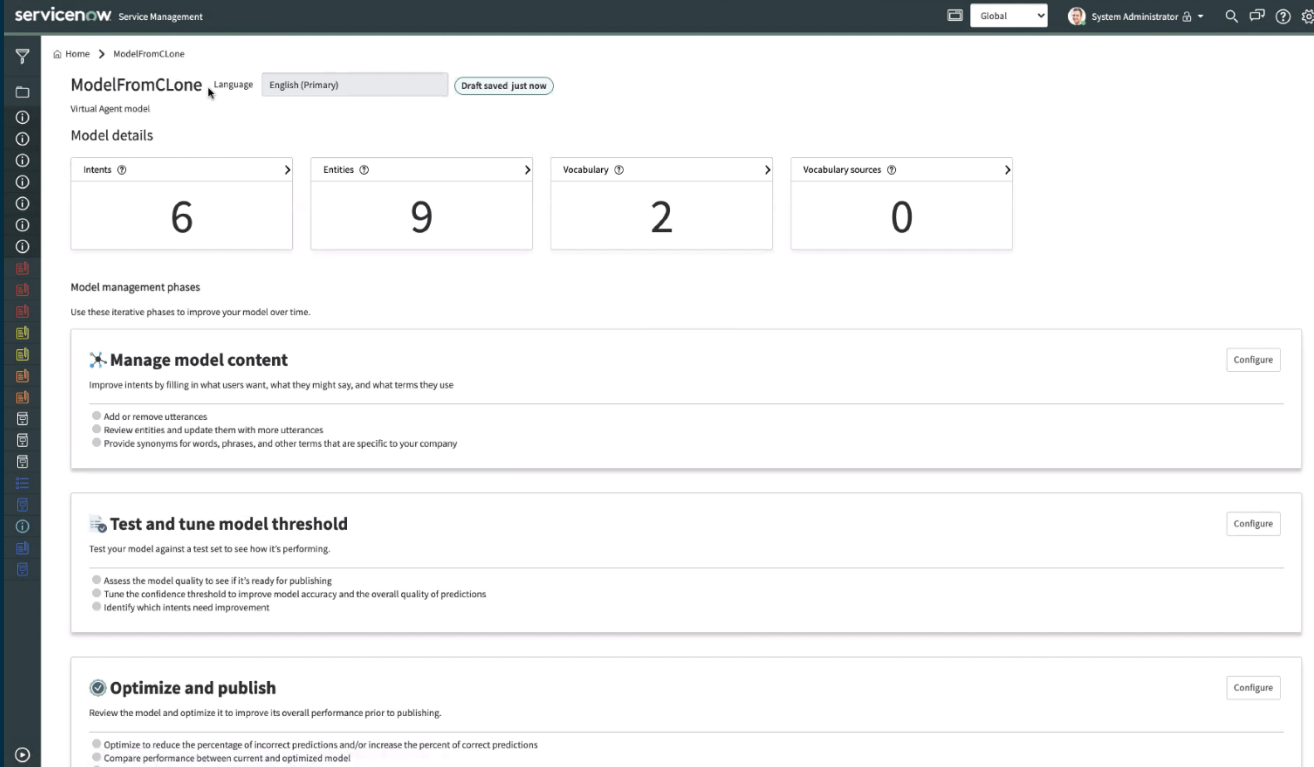 servicenow Service Management
Global
System Administrator
Home > ModelFromCLone
ModelFromCLone Language English (Primary) Draft saved just now
Virtual Agent model
Model details
Intents
6
Entities
9
Vocabulary
2
Vocabulary sources
0
Model management phases
Use these iterative phases to improve your model over time.
Manage model content
Configure
Improve intents by filling in what users want, what they might say, and what terms they use
Add or remove utterances
Review entities and update them with more utterances
Provide synonyms for words, phrases, and other terms that are specific to your company
Test and tune model threshold
Configure
Test your model against a test set to see how it's performing.
Assess the model quality to see if it's ready for publishing
Tune the confidence threshold to improve model accuracy and the overall quality of predictions
Identify which intents need improvement
Optimize and publish
Configure
Review the model and optimize it to improve its overall performance prior to publishing.
Optimize to reduce the percentage of incorrect predictions and/or increase the percent of correct predictions
Compare performance between current and optimized model